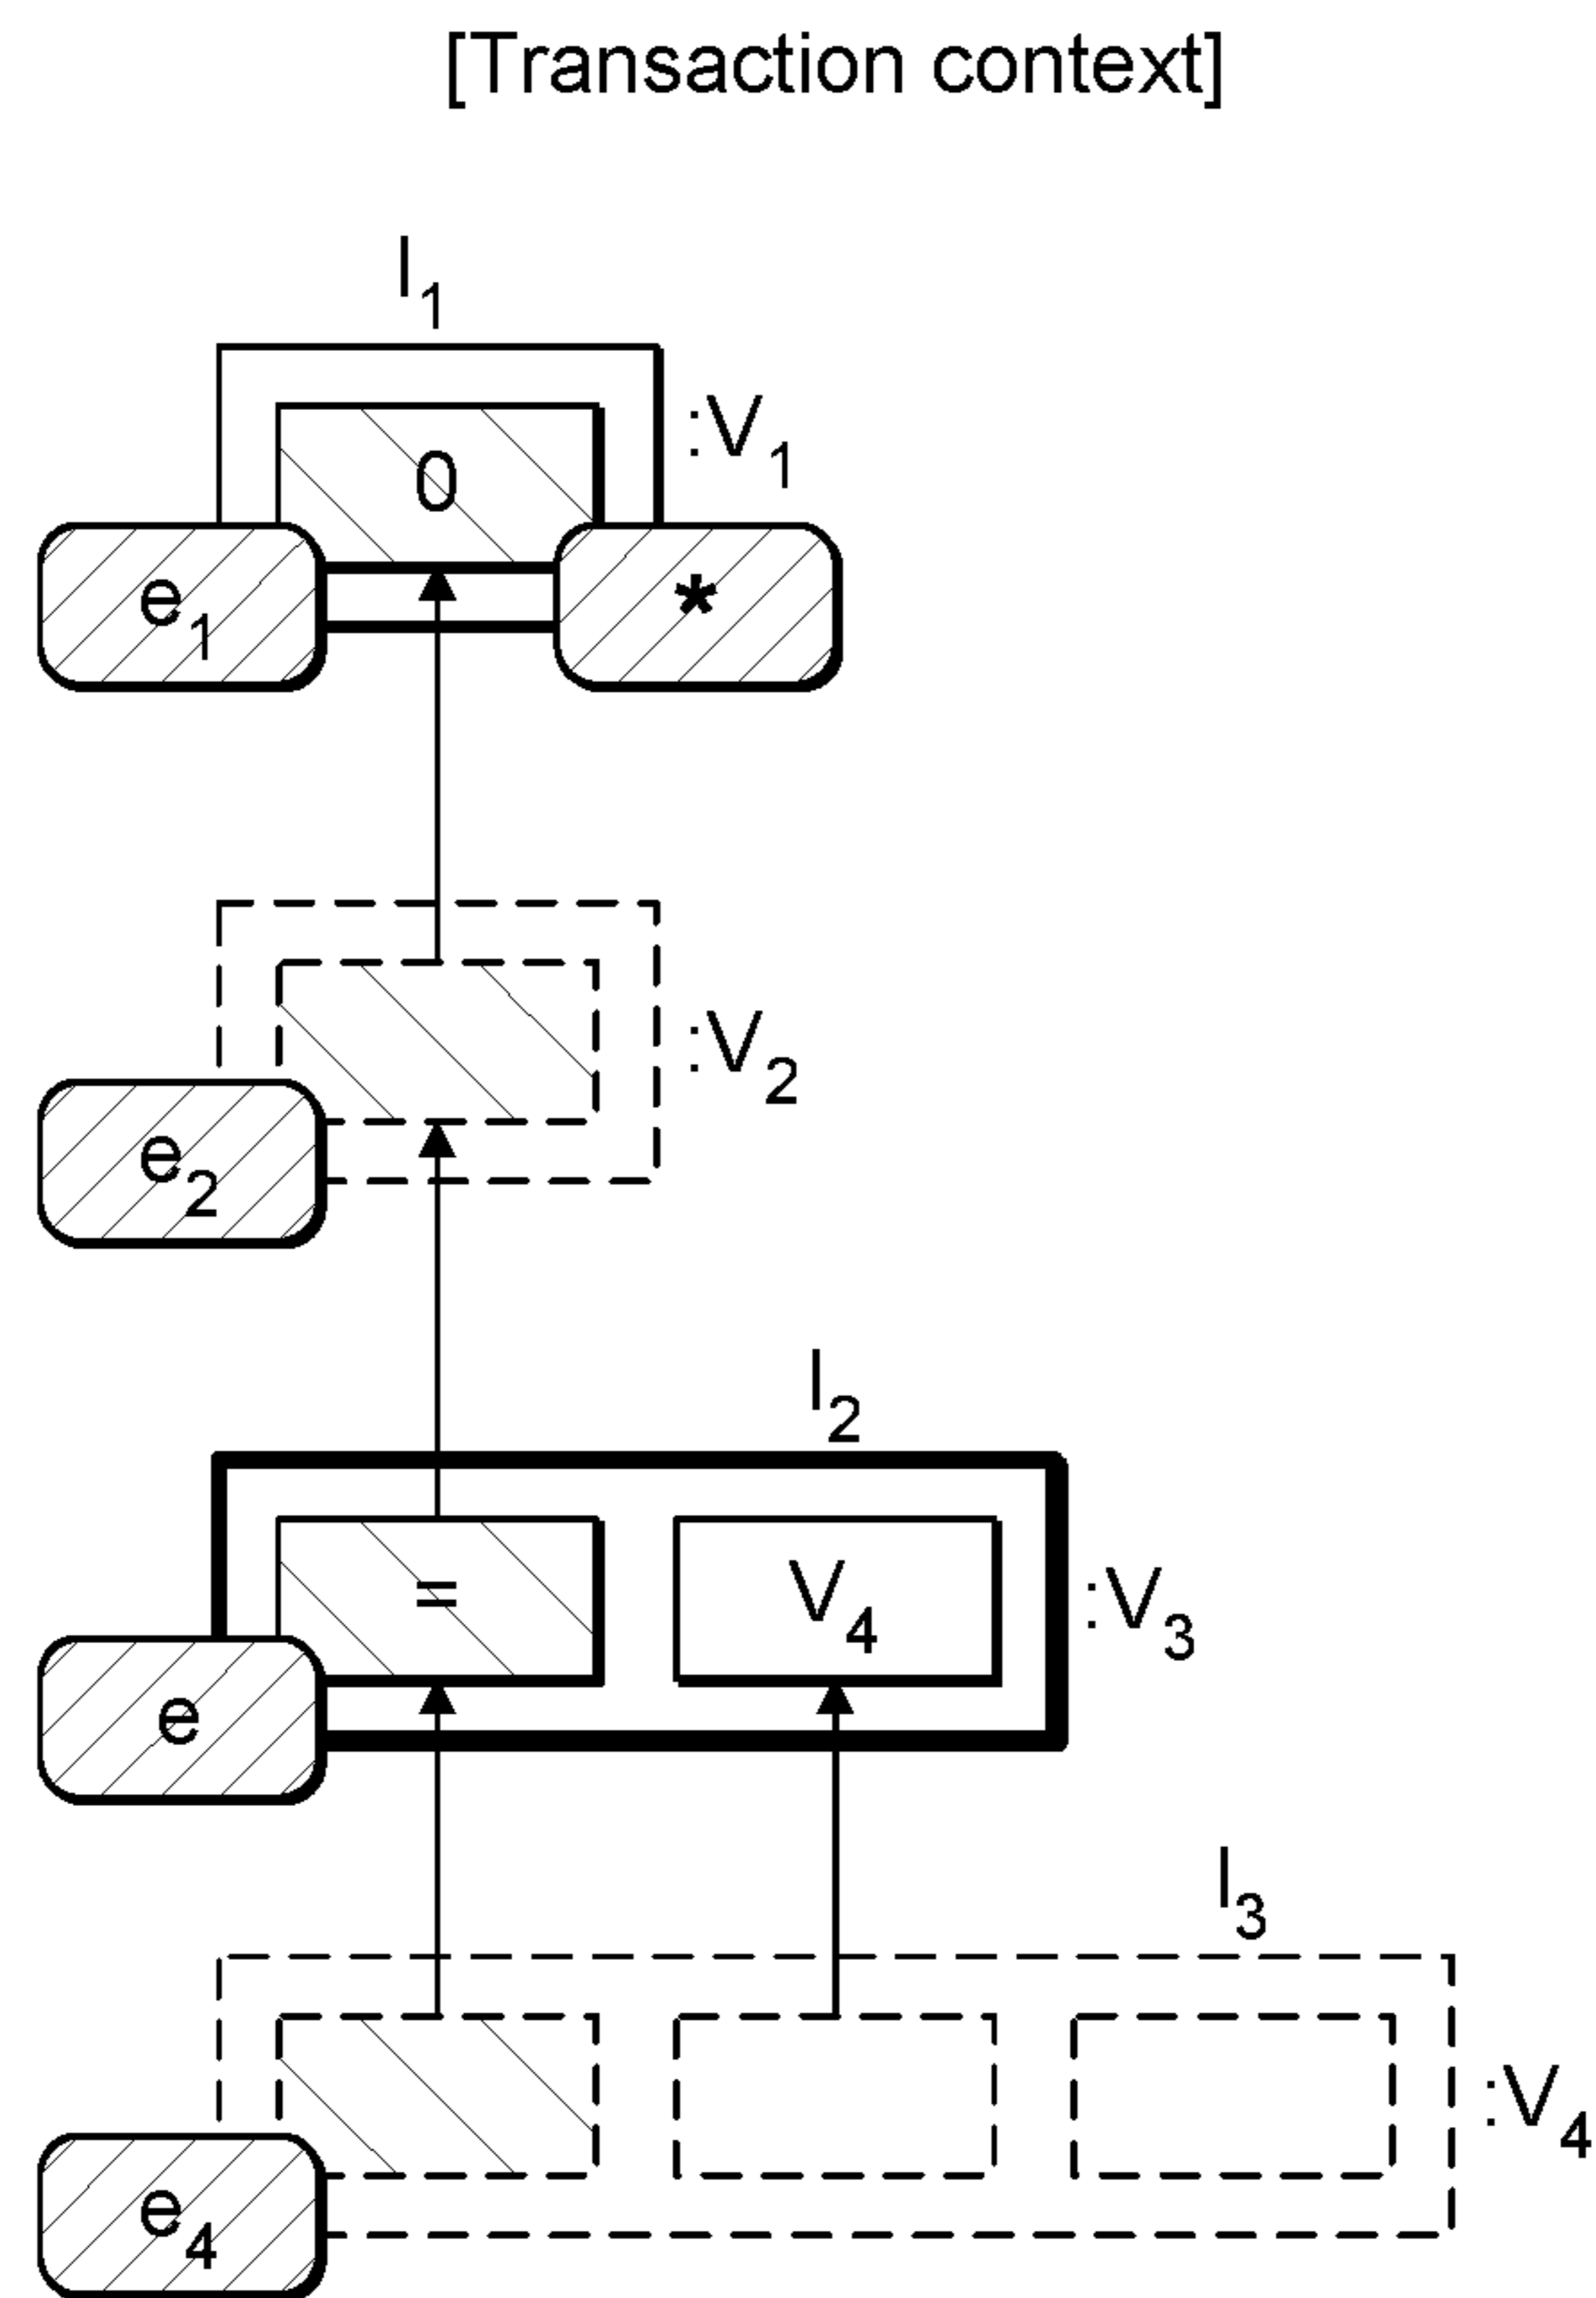 [Transaction context]
I₁
:V₁
0
e₁
*
:V₂
e₂
I₂
=
V₄
:V₃
e
I₃
:V₄
e₄